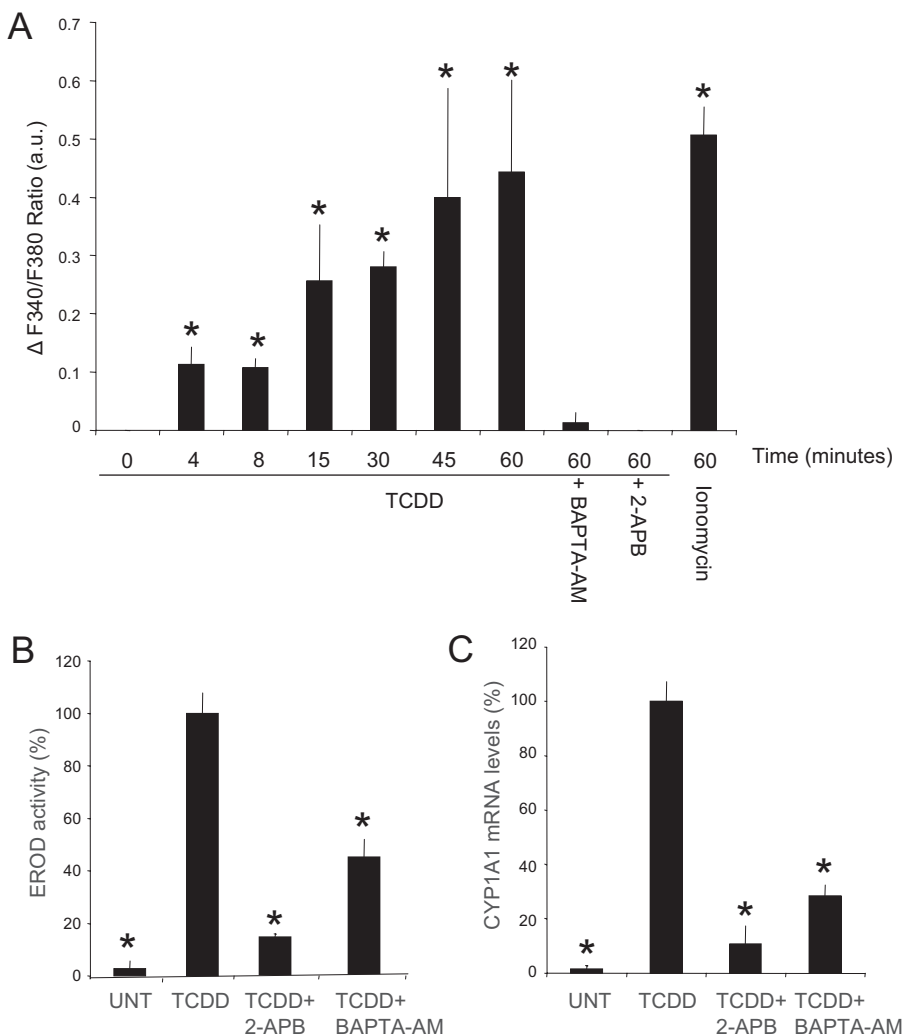 A
Δ F340/F380 Ratio (a.u.)
0.7
0.6
0.5
0.4
0.3
0.2
0.1
0
* * * * * * *
0 4 8 15 30 45 60 60 60 60 Time (minutes)
TCDD
+ BAPTA-AM
+ 2-APB
Ionomycin
B
EROD activity (%)
120
100
80
60
40
20
0
* * *
UNT TCDD TCDD+ TCDD+
2-APB BAPTA-AM
C
CYP1A1 mRNA levels (%)
120
100
80
60
40
20
0
* * *
UNT TCDD TCDD+ TCDD+
2-APB BAPTA-AM